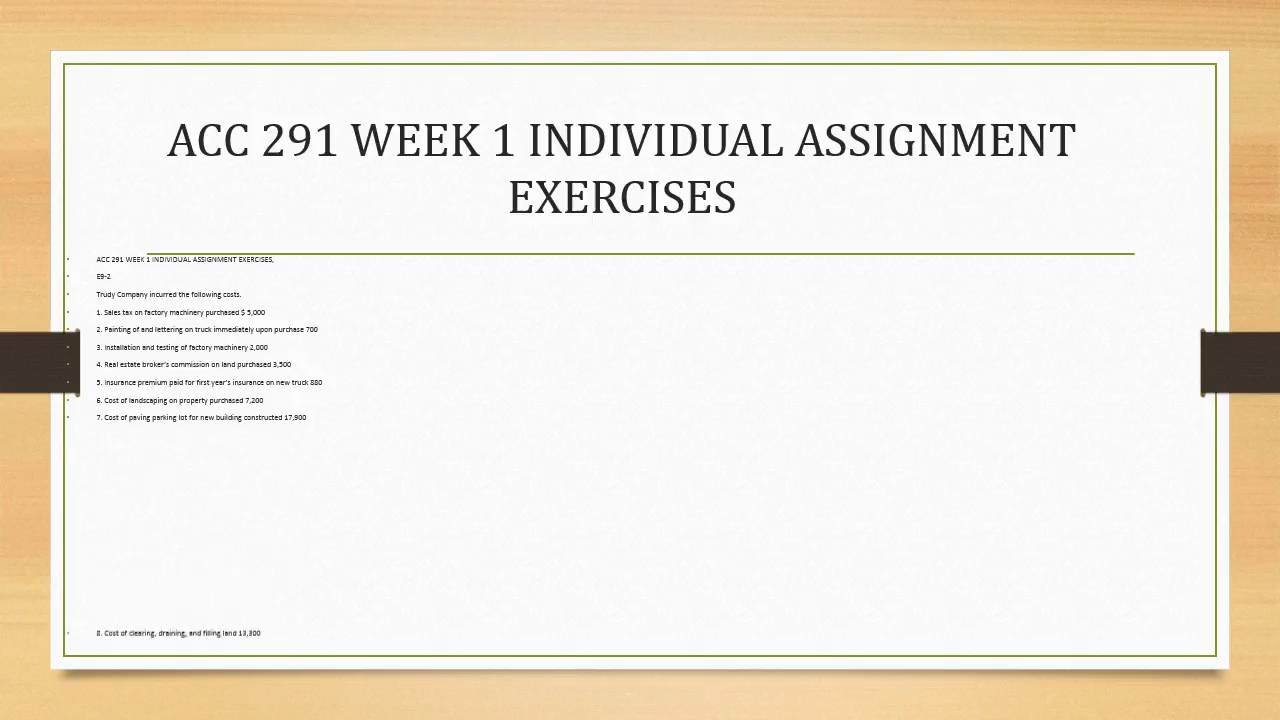 ACC 291 WEEK 1 INDIVIDUAL ASSIGNMENT
EXERCISES
ACC 291 WEEK 1 INDIVIDUAL ASSIGNMENT EXERCISES,
E9-2
Trudy Company incurred the following costs.
1. Sales tax on factory machinery purchased $ 5,000
2. Painting of and lettering on truck immediately upon purchase 700
3. Installation and testing of factory machinery 2,000
4. Real estate broker's commission on land purchased 3,500
5. Insurance premium paid for first year's insurance on new truck 880
6. Cost of landscaping on property purchased 7,200
7. Cost of paving parking lot for new building constructed 17,900
8. Cost of clearing, draining, and filling land 13,300